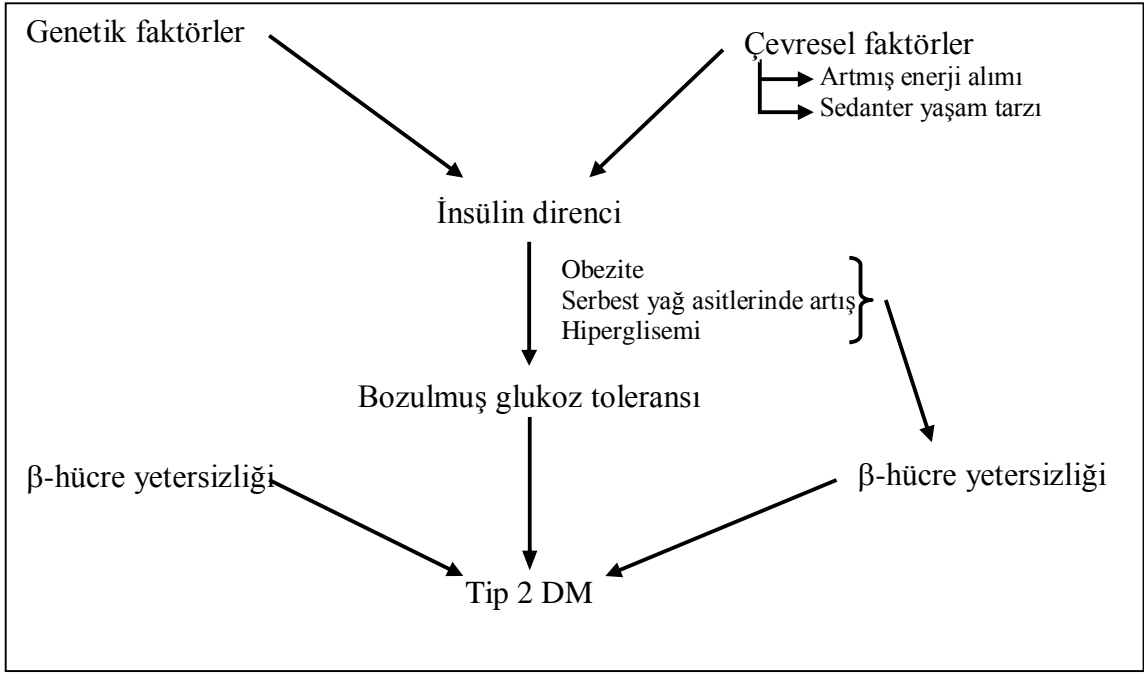 Genetik faktörler
Çevresel faktörler
Artmış enerji alımı
Sedanter yaşam tarzı
İnsülin direnci
Obezite
Serbest yağ asitlerinde artış
Hiperglisemi
Bozulmuş glukoz toleransı
β-hücre yetersizliği
β-hücre yetersizliği
Tip 2 DM